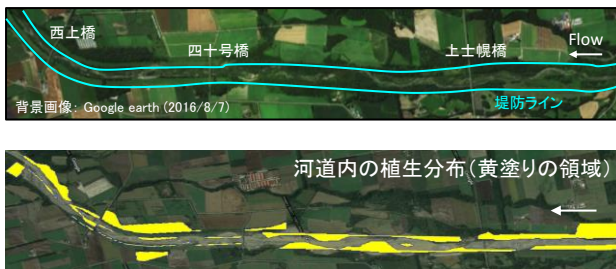 西上橋
四十号橋
上士幌橋
Flow
背景画像: Google earth (2016/8/7)
堤防ライン
河道内の植生分布(黄塗りの領域)